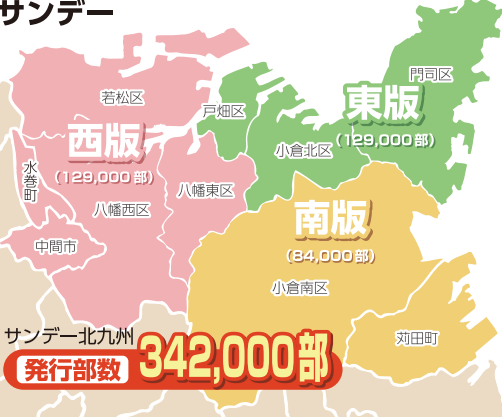 サンデー
門司区
若松区
東版
戸畑区
(129,000部)
西版
小倉北区
(129,000部)
水巻町
八幡東区
八幡西区
南版
中間市
(84,000部)
小倉南区
サンデー北九州
苅田町
発行部数 342,000部